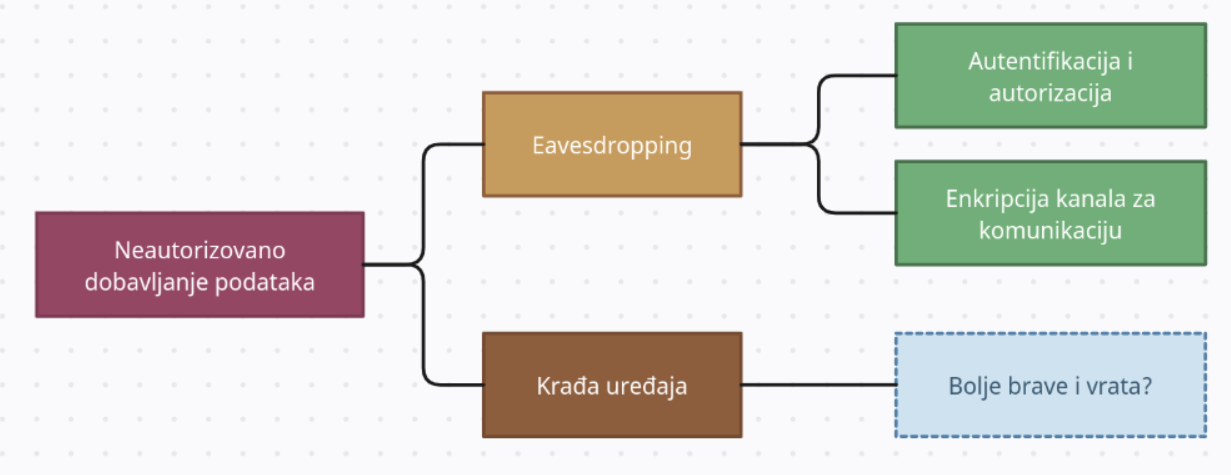 Neautorizovano
dobavljanje podataka
Eavesdropping
Autentifikacija i
autorizacija
Enkripcija kanala za
komunikaciju
Krađa uređaja
Bolje brave i vrata?